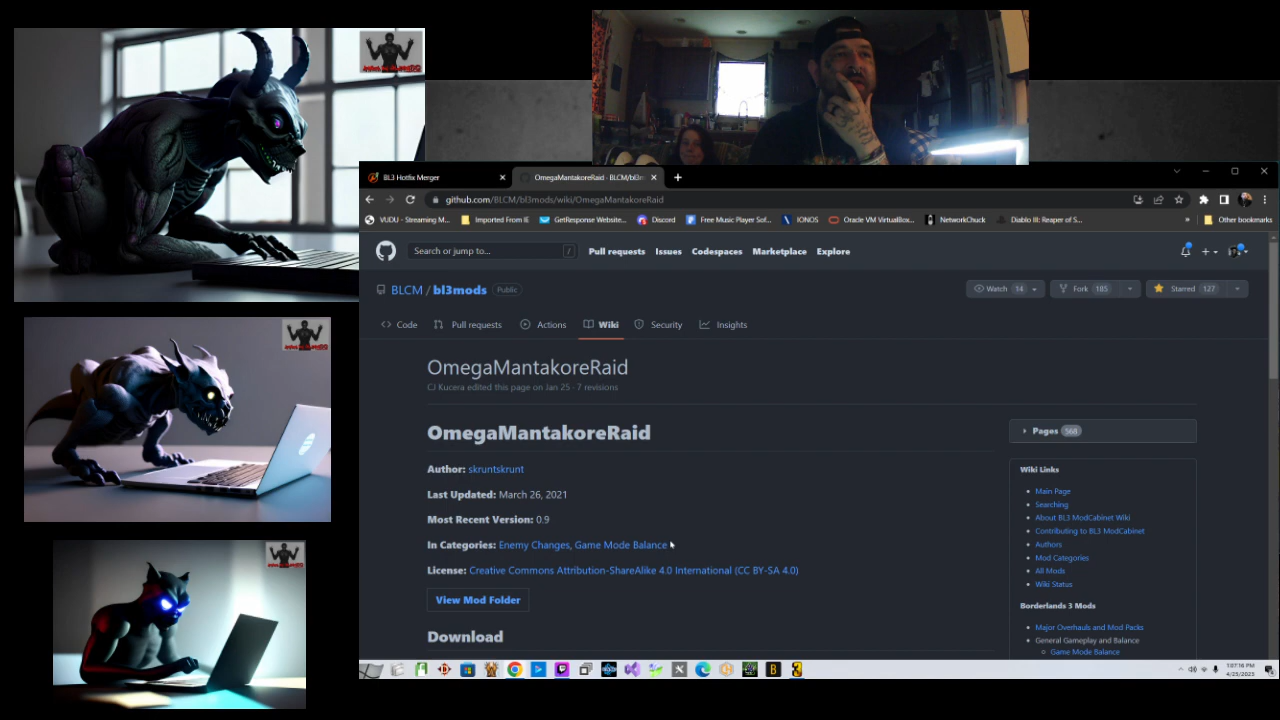 BL3 Hotfix Merger
OmegaMantakoreRaid - BLCM/bl3m
github.com/BLCM/bl3mods/wiki/OmegaMantakoreRaid
VUDU - Streaming M... Imported From IE GetResponse Website... Discord Free Music Player Sof... IONOS Oracle VM VirtualBox... NetworkChuck Diablo III: Reaper of S... » Other bookmarks
Search or jump to... / Pull requests Issues Codespaces Marketplace Explore
BLCM / bl3mods Public Watch 14 Fork 185 Starred 127
Code Pull requests Actions Wiki Security Insights
OmegaMantakoreRaid
CJ Kucera edited this page on Jan 25 · 7 revisions
OmegaMantakoreRaid
Author: skruntskrunt
Last Updated: March 26, 2021
Most Recent Version: 0.9
In Categories: Enemy Changes, Game Mode Balance
License: Creative Commons Attribution-ShareAlike 4.0 International (CC BY-SA 4.0)
View Mod Folder
Download
Pages 568
Wiki Links
Main Page
Searching
About BL3 ModCabinet Wiki
Contributing to BL3 ModCabinet
Authors
Mod Categories
All Mods
Wiki Status
Borderlands 3 Mods
Major Overhauls and Mod Packs
General Gameplay and Balance
Game Mode Balance
1:07:16 PM
4/25/2023